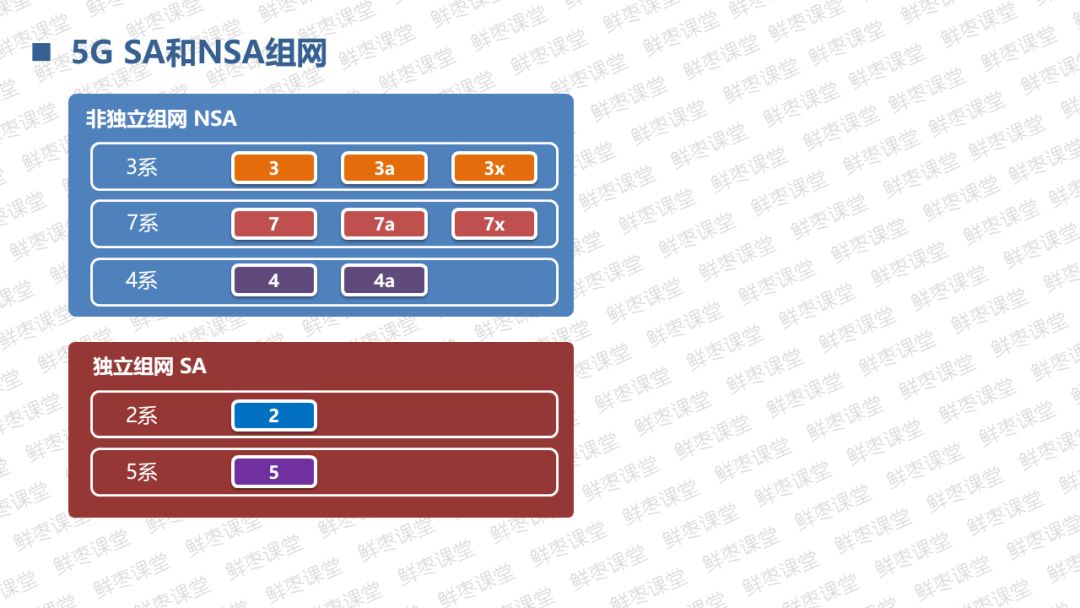 5G SA和NSA组网
非独立组网 NSA
3系 3 3a 3x
7系 7 7a 7x
4系 4 4a
独立组网 SA
2系 2
5系 5
鲜枣课堂